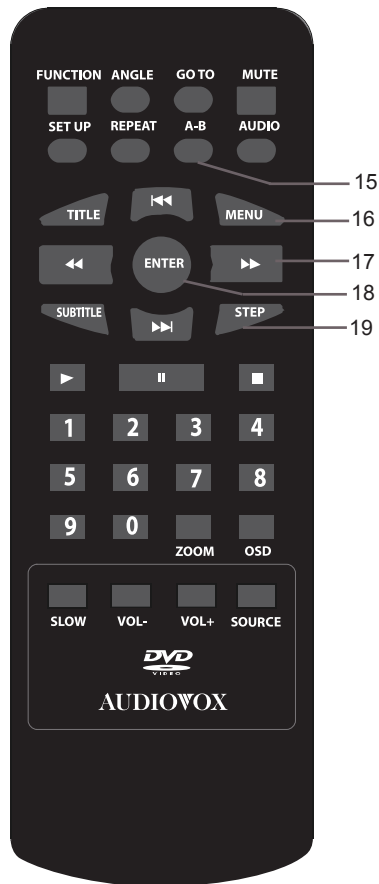 FUNCTION ANGLE GO TO MUTE
SET UP REPEAT A-B AUDIO
15
TITLE MENU 16
ENTER 17
18
SUBTITLE STEP
19
1 2 3 4
5 6 7 8
9 0
ZOOM OSD
SLOW VOL- VOL+ SOURCE
DVD
VIDEO
AUDIOVOX